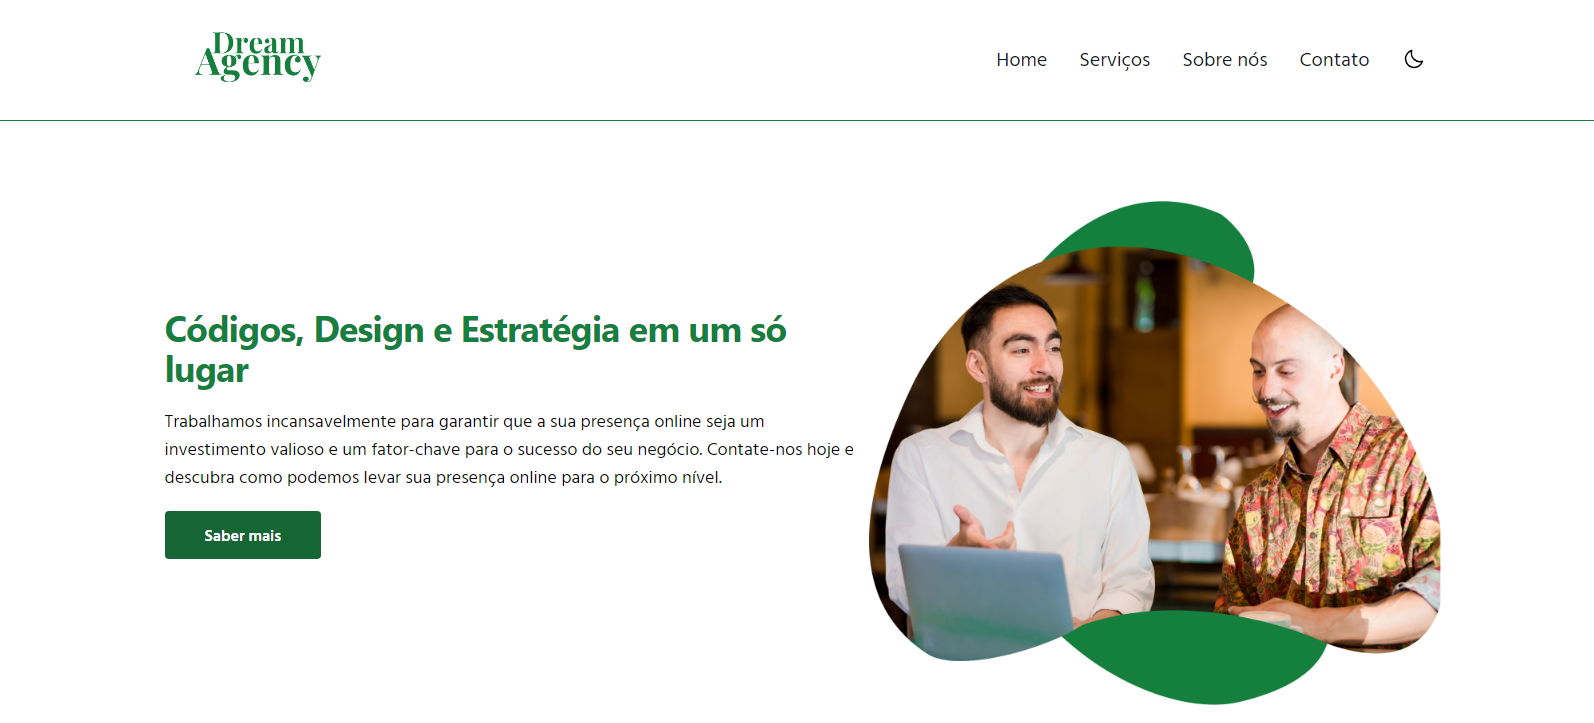 Dream
Agency
Home Serviços Sobre nós Contato
Códigos, Design e Estratégia em um só
lugar
Trabalhamos incansavelmente para garantir que a sua presença online seja um
investimento valioso e um fator-chave para o sucesso do seu negócio. Contate-nos hoje e
descubra como podemos levar sua presença online para o próximo nível.
Saber mais